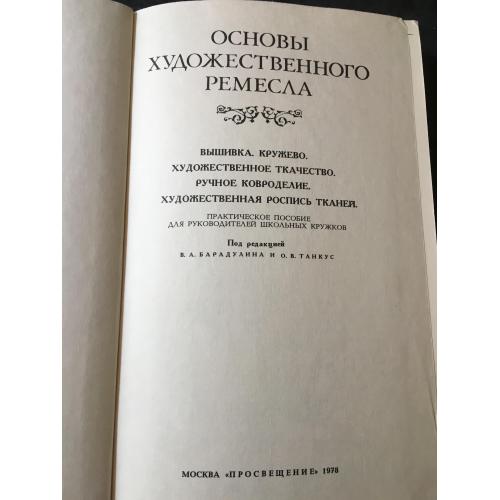 ОСНОВЫ
ХУДОЖЕСТВЕННОГО
РЕМЕСЛА
ВЫШИВКА. КРУЖЕВО.
ХУДОЖЕСТВЕННОЕ ТКАЧЕСТВО.
РУЧНОЕ КОВРОДЕЛИЕ.
ХУДОЖЕСТВЕННАЯ РОСПИСЬ ТКАНЕЙ.
ПРАКТИЧЕСКОЕ ПОСОБИЕ
ДЛЯ РУКОВОДИТЕЛЕЙ ШКОЛЬНЫХ КРУЖКОВ
Под редакцией
В. А. БАРАДУЛИНА И О. В. ТАНКУС
МОСКВА «ПРОСВЕЩЕНИЕ» 1978